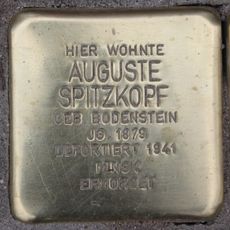 HIER WOHNTE
AUGUSTE
SPITZKOPF
GEB. BODENSTEIN
JG. 1879
DEPORTIERT 1941
MINSK
ERMORDET